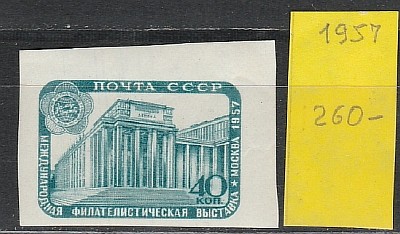 ПОЧТА СССР
МЕЖДУНАРОДНАЯ ФИЛАТЕЛИСТИЧЕСКАЯ ВЫСТАВКА ★ МОСКВА 1957
40
КОП.
1957
260-